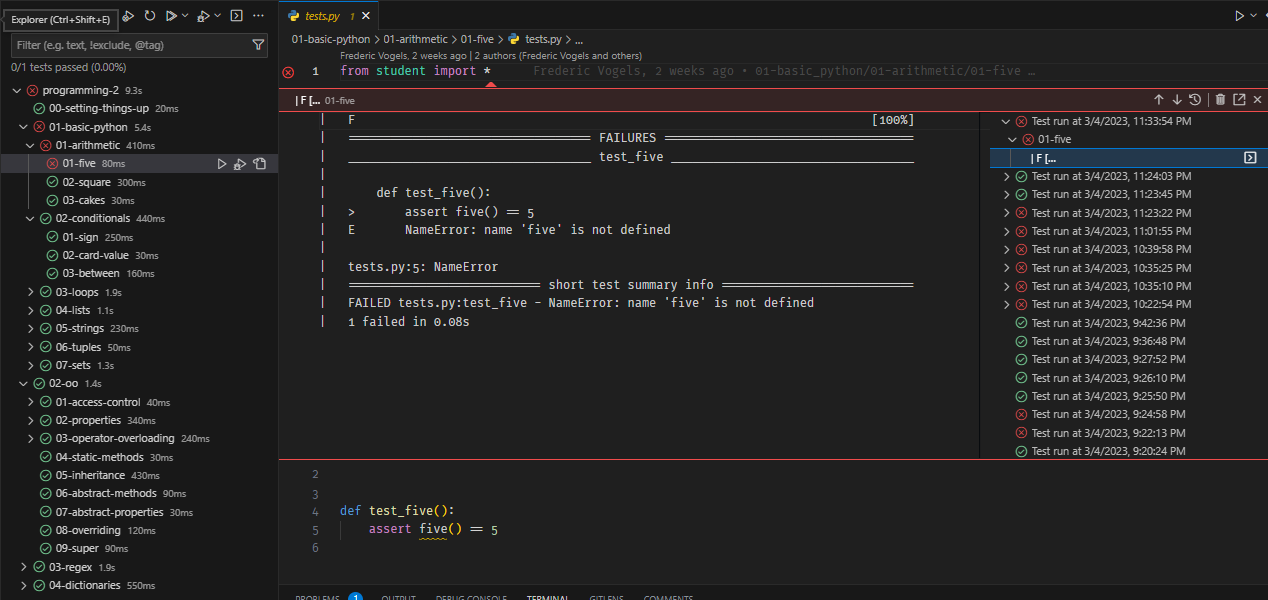 Explorer (Ctrl+Shift+E)
Filter (e.g. text, !exclude, @tag)
0/1 tests passed (0.00%)
programming-2 9.3s
00-setting-things-up 20ms
01-basic-python 5.4s
01-arithmetic 410ms
01-five 80ms
02-square 300ms
03-cakes 30ms
02-conditionals 440ms
01-sign 250ms
02-card-value 30ms
03-between 160ms
03-loops 1.9s
04-lists 1.1s
05-strings 230ms
06-tuples 50ms
07-sets 1.3s
02-oo 1.4s
01-access-control 40ms
02-properties 340ms
03-operator-overloading 240ms
04-static-methods 30ms
05-inheritance 430ms
06-abstract-methods 90ms
07-abstract-properties 30ms
08-overriding 120ms
09-super 90ms
03-regex 1.9s
04-dictionaries 550ms
tests.py 1
01-basic-python > 01-arithmetic > 01-five > tests.py > ...
Frederic Vogels, 2 weeks ago | 2 authors (Frederic Vogels and others)
1 from student import * Frederic Vogels, 2 weeks ago • 01-basic_python/01-arithmetic/01-five …
| F [... 01-five
| F [100%]
| ═════ FAILURES ═════
| _____ test_five _____
|
| def test_five():
| > assert five() == 5
| E NameError: name 'five' is not defined
|
| tests.py:5: NameError
| ═════ short test summary info ═════
| FAILED tests.py:test_five - NameError: name 'five' is not defined
| 1 failed in 0.08s
Test run at 3/4/2023, 11:33:54 PM
01-five
| F [...
Test run at 3/4/2023, 11:24:03 PM
Test run at 3/4/2023, 11:23:45 PM
Test run at 3/4/2023, 11:23:22 PM
Test run at 3/4/2023, 11:01:55 PM
Test run at 3/4/2023, 10:39:58 PM
Test run at 3/4/2023, 10:35:25 PM
Test run at 3/4/2023, 10:35:10 PM
Test run at 3/4/2023, 10:22:54 PM
Test run at 3/4/2023, 9:42:36 PM
Test run at 3/4/2023, 9:36:48 PM
Test run at 3/4/2023, 9:27:52 PM
Test run at 3/4/2023, 9:26:10 PM
Test run at 3/4/2023, 9:25:50 PM
Test run at 3/4/2023, 9:24:58 PM
Test run at 3/4/2023, 9:22:13 PM
Test run at 3/4/2023, 9:20:24 PM
2
3
4 def test_five():
5 assert five() == 5
6
PROBLEMS 1 OUTPUT DEBUG CONSOLE TERMINAL GITLENS COMMENTS